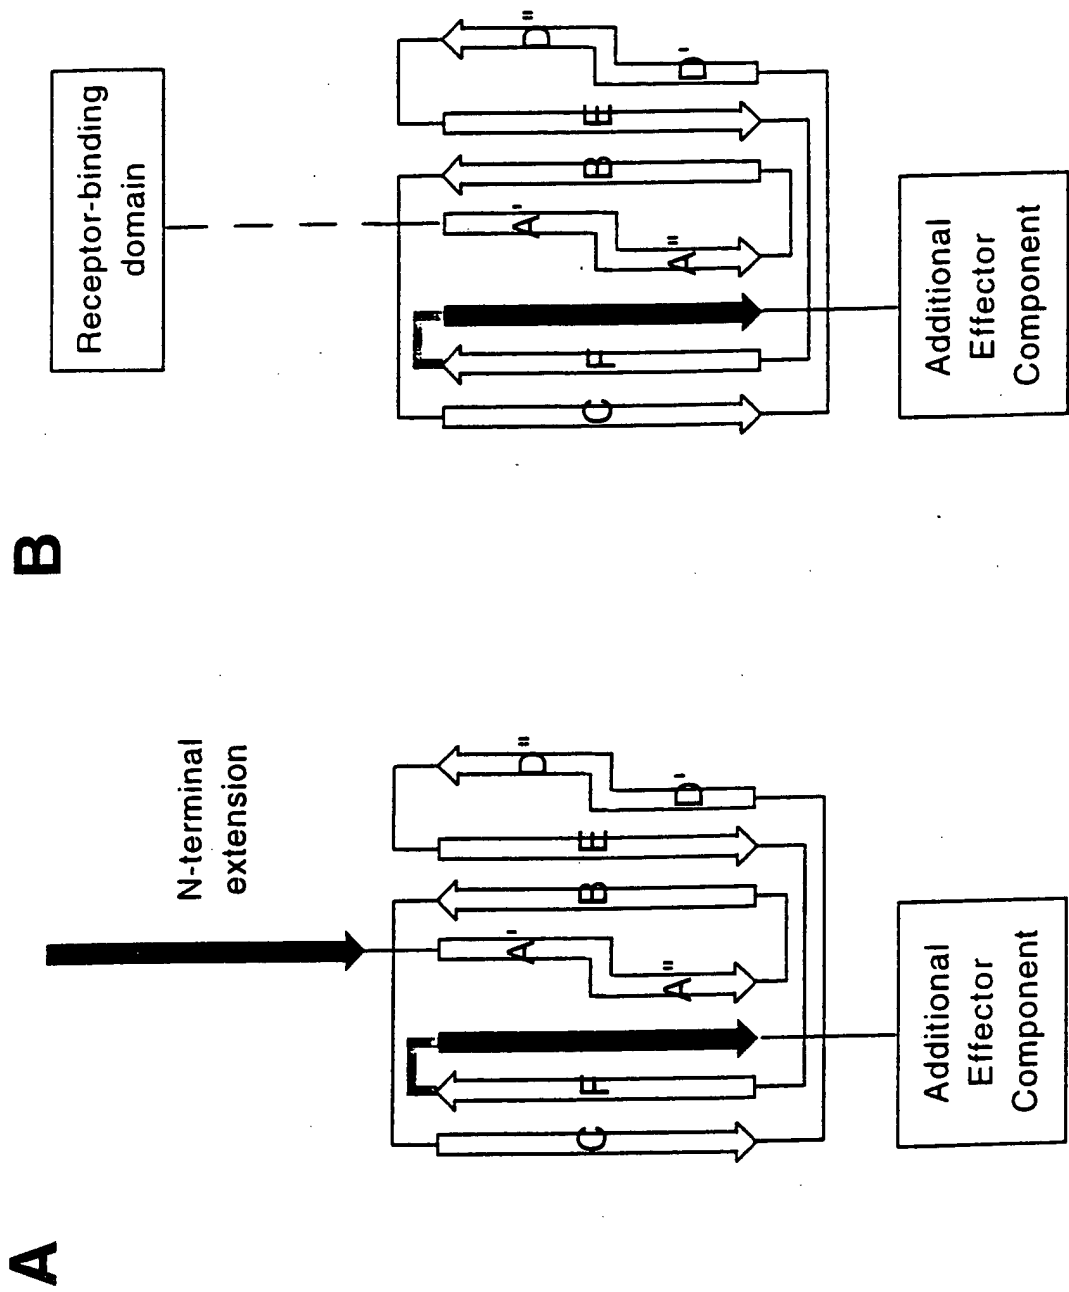 A
N-terminal
extension
C
F
A'
A"
B
E
D'
D"
Additional
Effector
Component
B
Receptor-binding
domain
C
F
A'
A"
B
E
D'
D"
Additional
Effector
Component